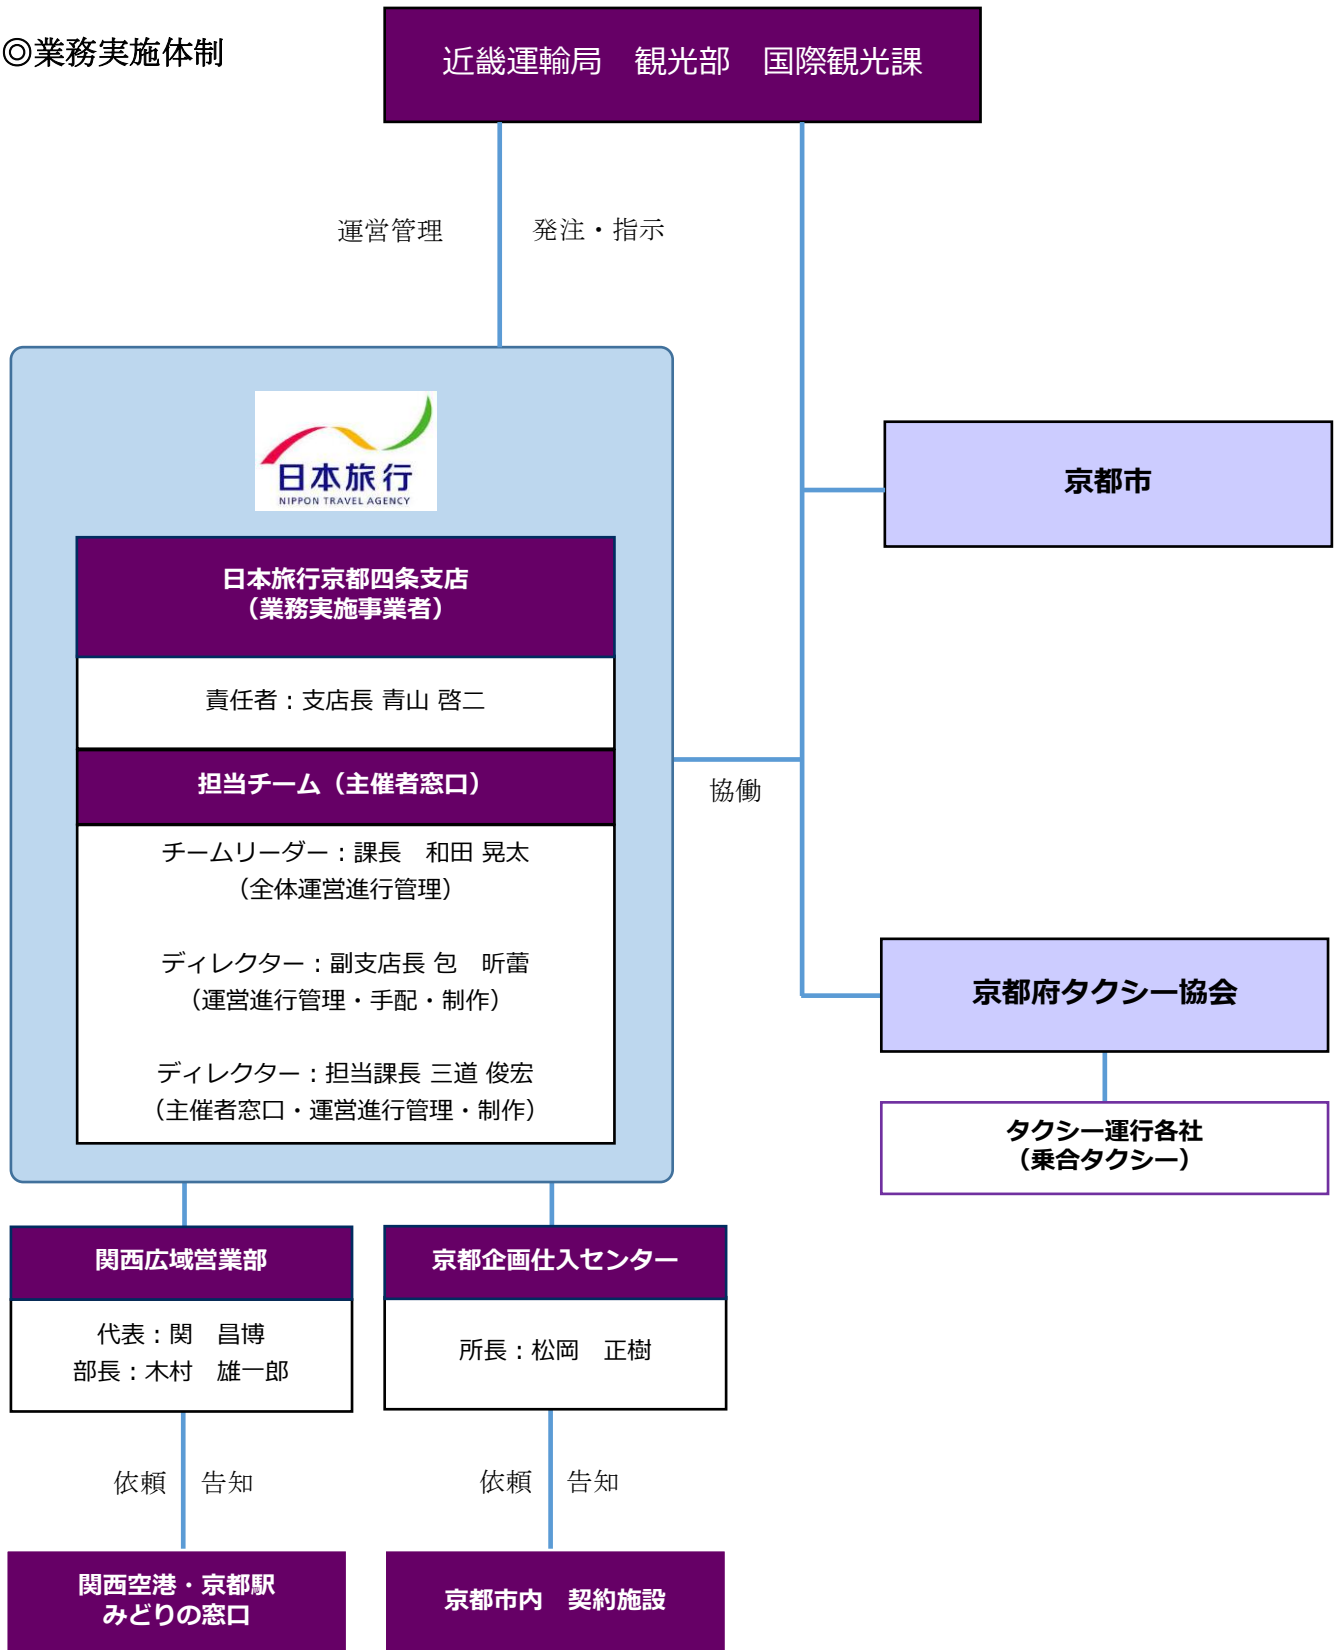 ◎業務実施体制
近畿運輸局　観光部　国際観光課
運営管理
発注・指示
日本旅行
NIPPON TRAVEL AGENCY
京都市
日本旅行京都四条支店
（業務実施事業者）
責任者：支店長 青山 啓二
担当チーム（主催者窓口）
協働
チームリーダー：課長　和田 晃太
（全体運営進行管理）
ディレクター：副支店長 包　昕蕾
（運営進行管理・手配・制作）
ディレクター：担当課長 三道 俊宏
（主催者窓口・運営進行管理・制作）
京都府タクシー協会
タクシー運行各社
（乗合タクシー）
関西広域営業部
代表：関　昌博
部長：木村　雄一郎
京都企画仕入センター
所長：松岡　正樹
依頼
告知
依頼
告知
関西空港・京都駅
みどりの窓口
京都市内　契約施設